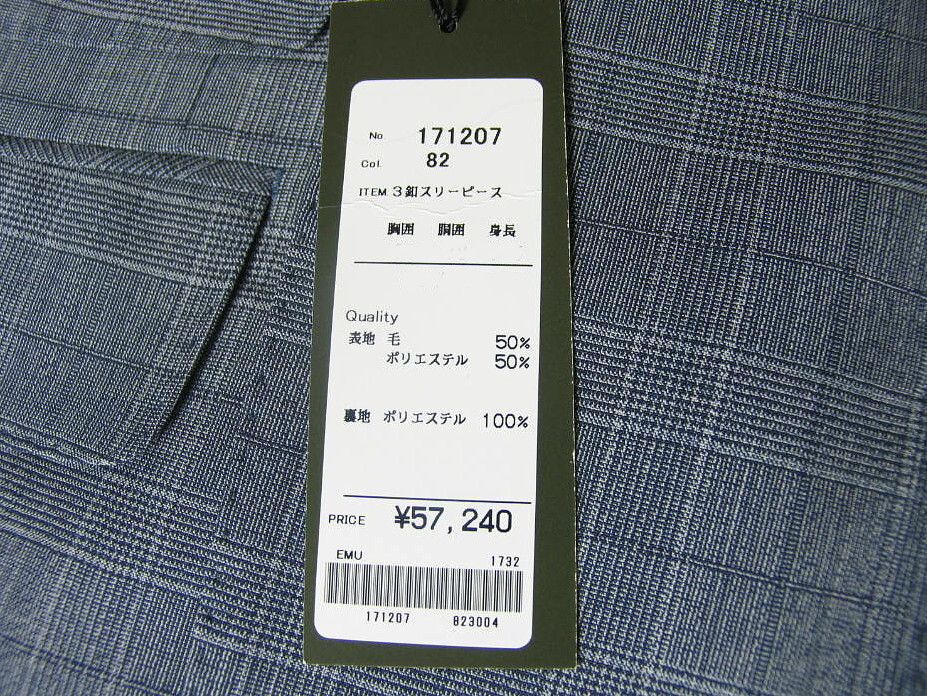 No. 171207
Col. 82
ITEM 3釦スリーピース
胸囲 胴囲 身長
Quality
表地 毛 50%
ポリエステル 50%
裏地 ポリエステル 100%
PRICE ¥57,240
EMU 1732
171207 823004